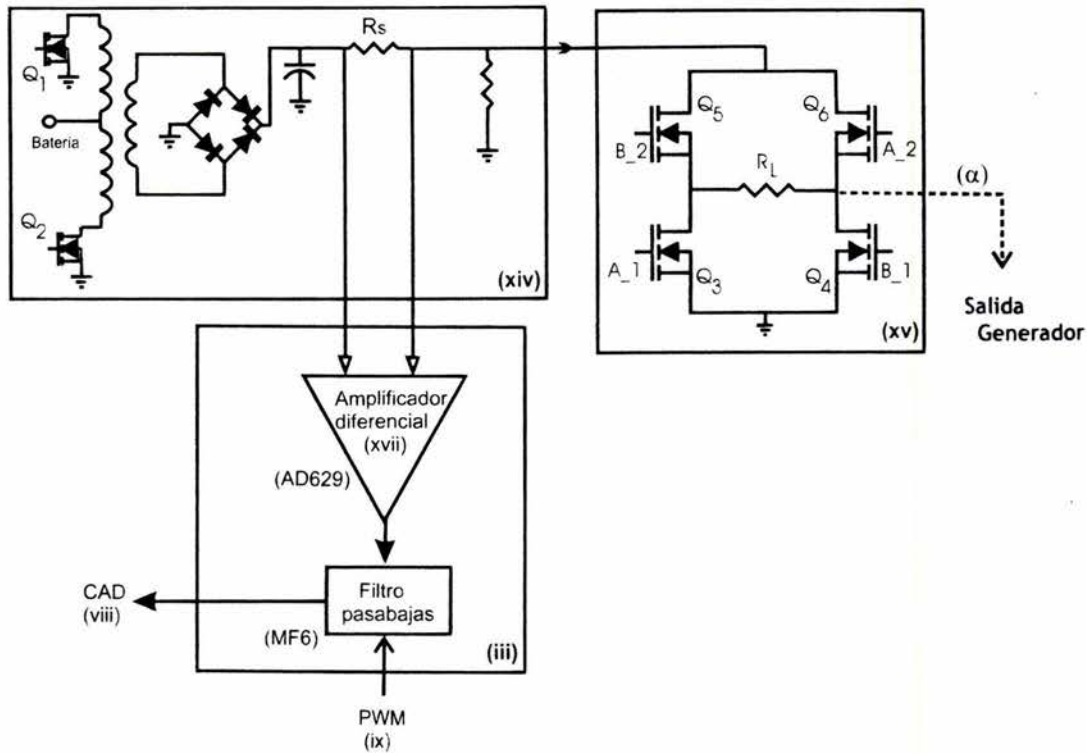 Q1
Batería
Q2
Rs
(xiv)
Q5
Q6
B_2
A_2
RL
(α)
A_1
B_1
Q3
Q4
(xv)
Salida
Generador
Amplificador
diferencial
(xvii)
(AD629)
CAD
(viii)
Filtro
pasabajas
(MF6)
(iii)
PWM
(ix)